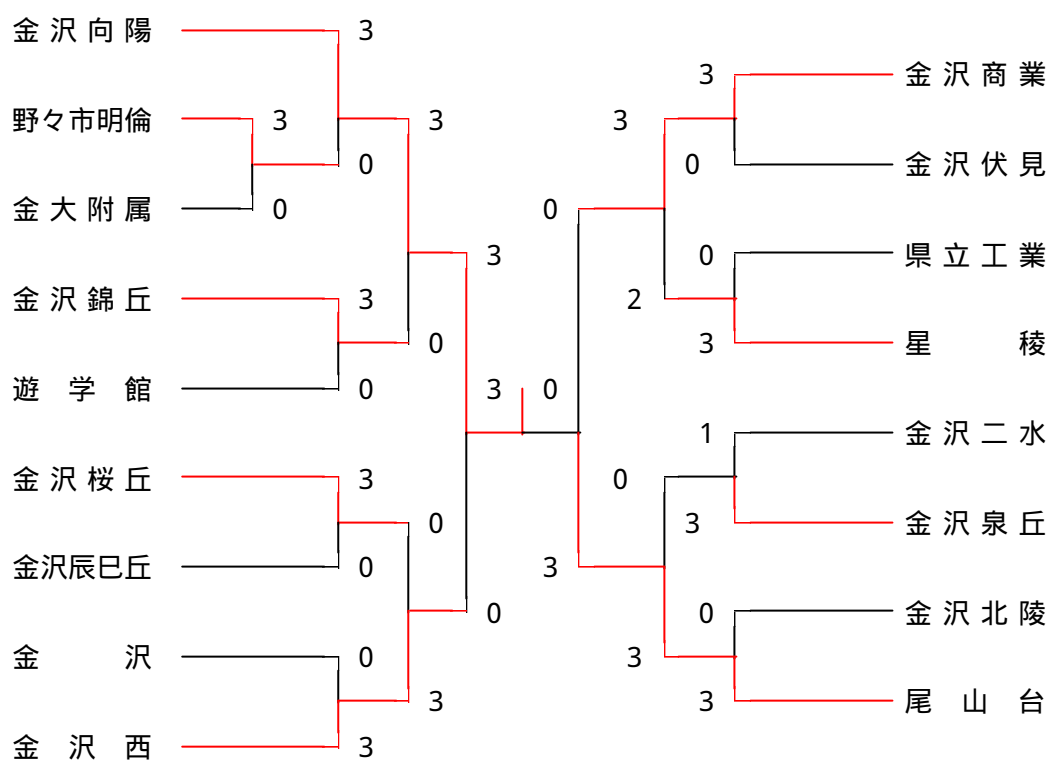 金沢向陽
3
金沢商業
3
野々市明倫
3
3
3
0
0
金沢伏見
金大附属
0
0
3
0
県立工業
金沢錦丘
3
2
0
3
星稜
遊学館
0
3
0
1
金沢二水
金沢桜丘
3
0
0
3
金沢泉丘
金沢辰巳丘
0
3
0
0
金沢北陵
金沢
0
3
3
3
尾山台
金沢西
3